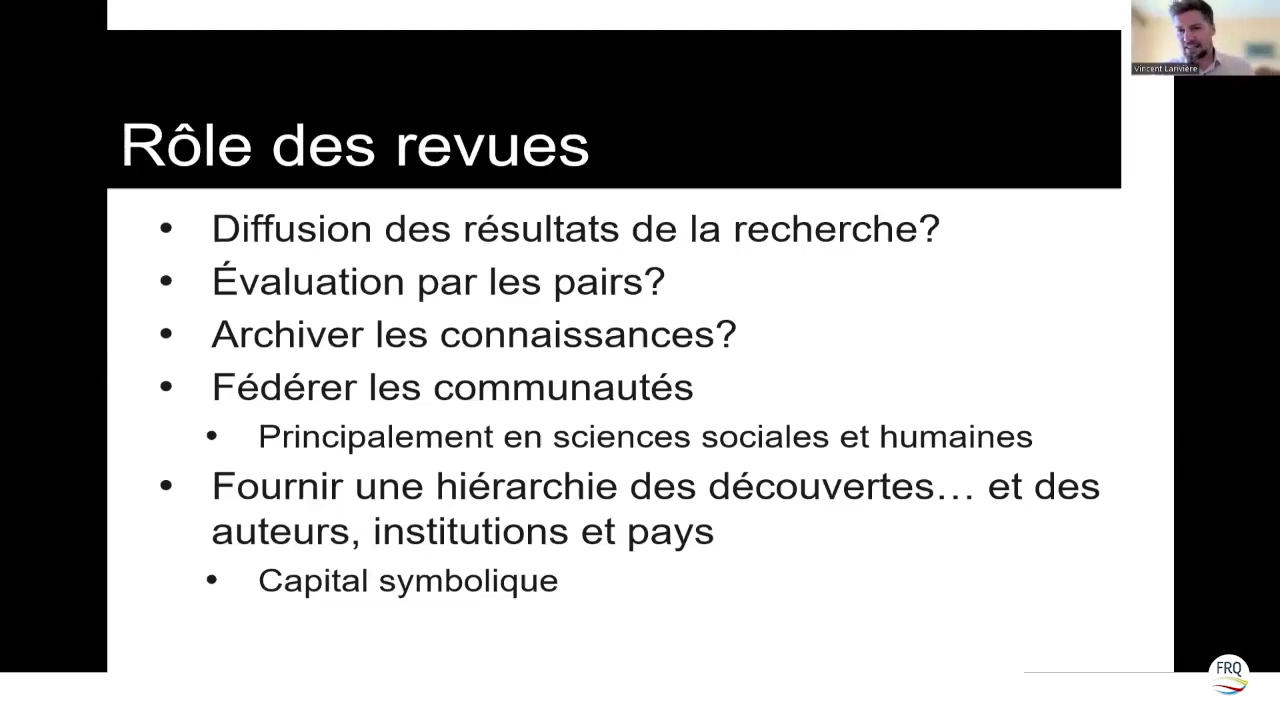 Vincent Larivière
Rôle des revues
• Diffusion des résultats de la recherche?
• Évaluation par les pairs?
• Archiver les connaissances?
• Fédérer les communautés
• Principalement en sciences sociales et humaines
• Fournir une hiérarchie des découvertes… et des
auteurs, institutions et pays
• Capital symbolique
FRQ